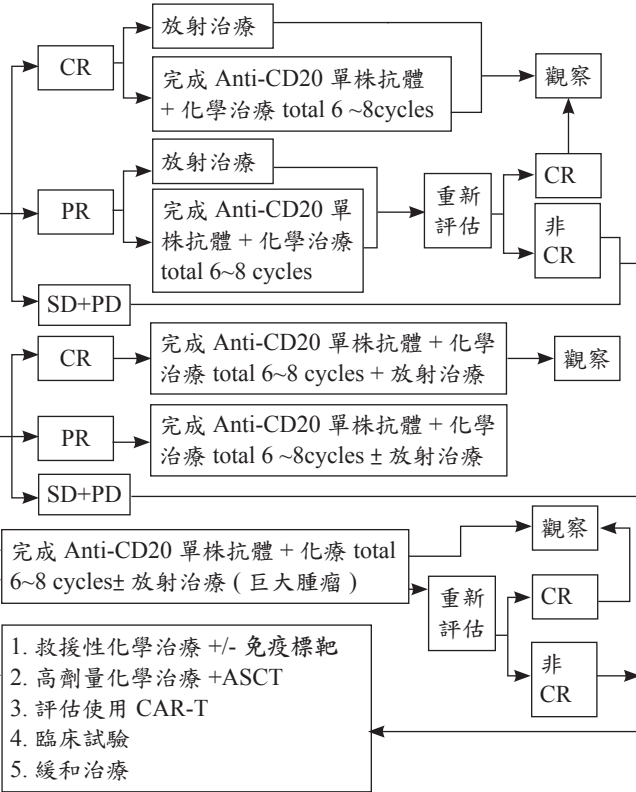 放射治療
CR
完成 Anti-CD20 單株抗體
+ 化學治療 total 6 ~8cycles
觀察
放射治療
PR
完成 Anti-CD20 單
株抗體 + 化學治療
total 6~8 cycles
重新
評估
CR
非
CR
SD+PD
CR
完成 Anti-CD20 單株抗體 + 化學
治療 total 6~8 cycles + 放射治療
觀察
PR
完成 Anti-CD20 單株抗體 + 化學
治療 total 6 ~8cycles ± 放射治療
SD+PD
完成 Anti-CD20 單株抗體 + 化療 total
6~8 cycles± 放射治療 ( 巨大腫瘤 )
觀察
重新
評估
CR
非
CR
1. 救援性化學治療 +/- 免疫標靶
2. 高劑量化學治療 +ASCT
3. 評估使用 CAR-T
4. 臨床試驗
5. 緩和治療